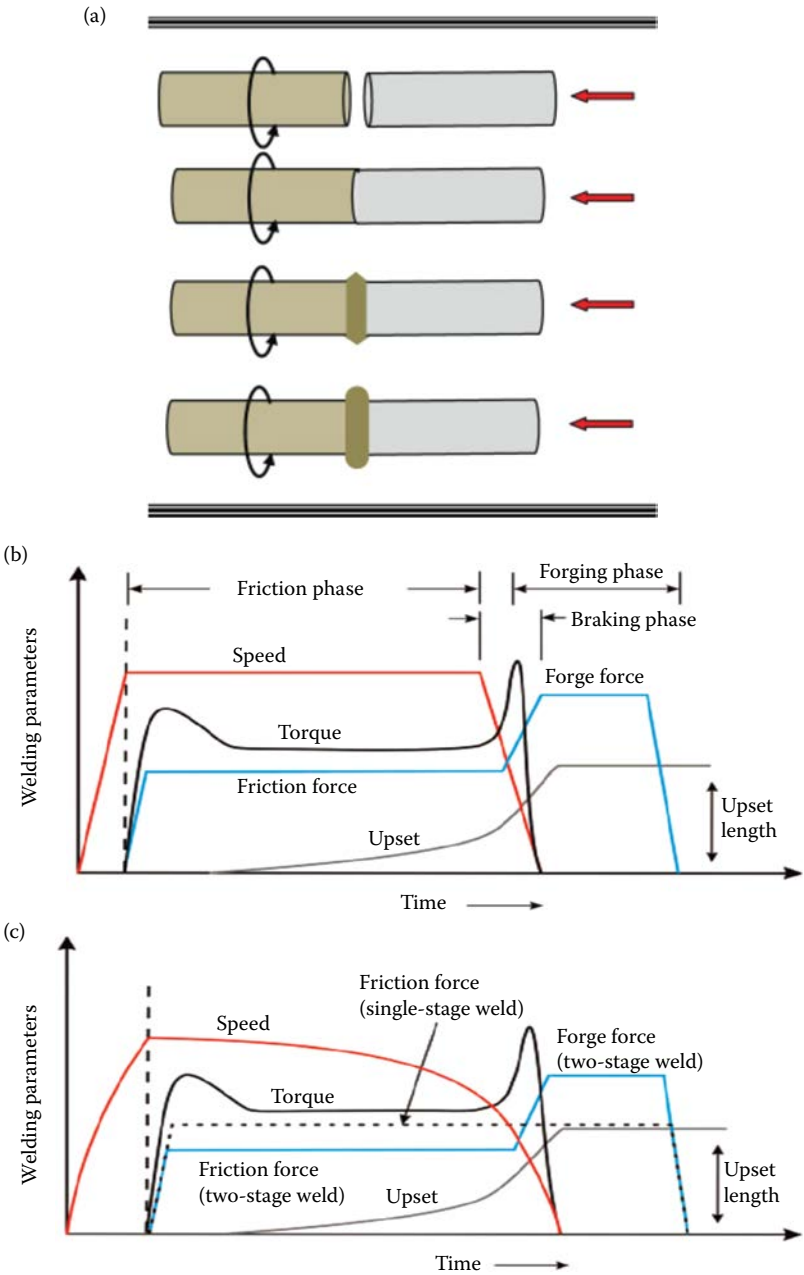 (a)
(b)
Forging phase
Friction phase
Braking phase
Speed
Forge force
Torque
Friction force
Upset
Upset
length
Welding parameters
Time
(c)
Friction force
(single-stage weld)
Speed
Forge force
(two-stage weld)
Torque
Friction force
(two-stage weld)
Upset
Upset
length
Welding parameters
Time